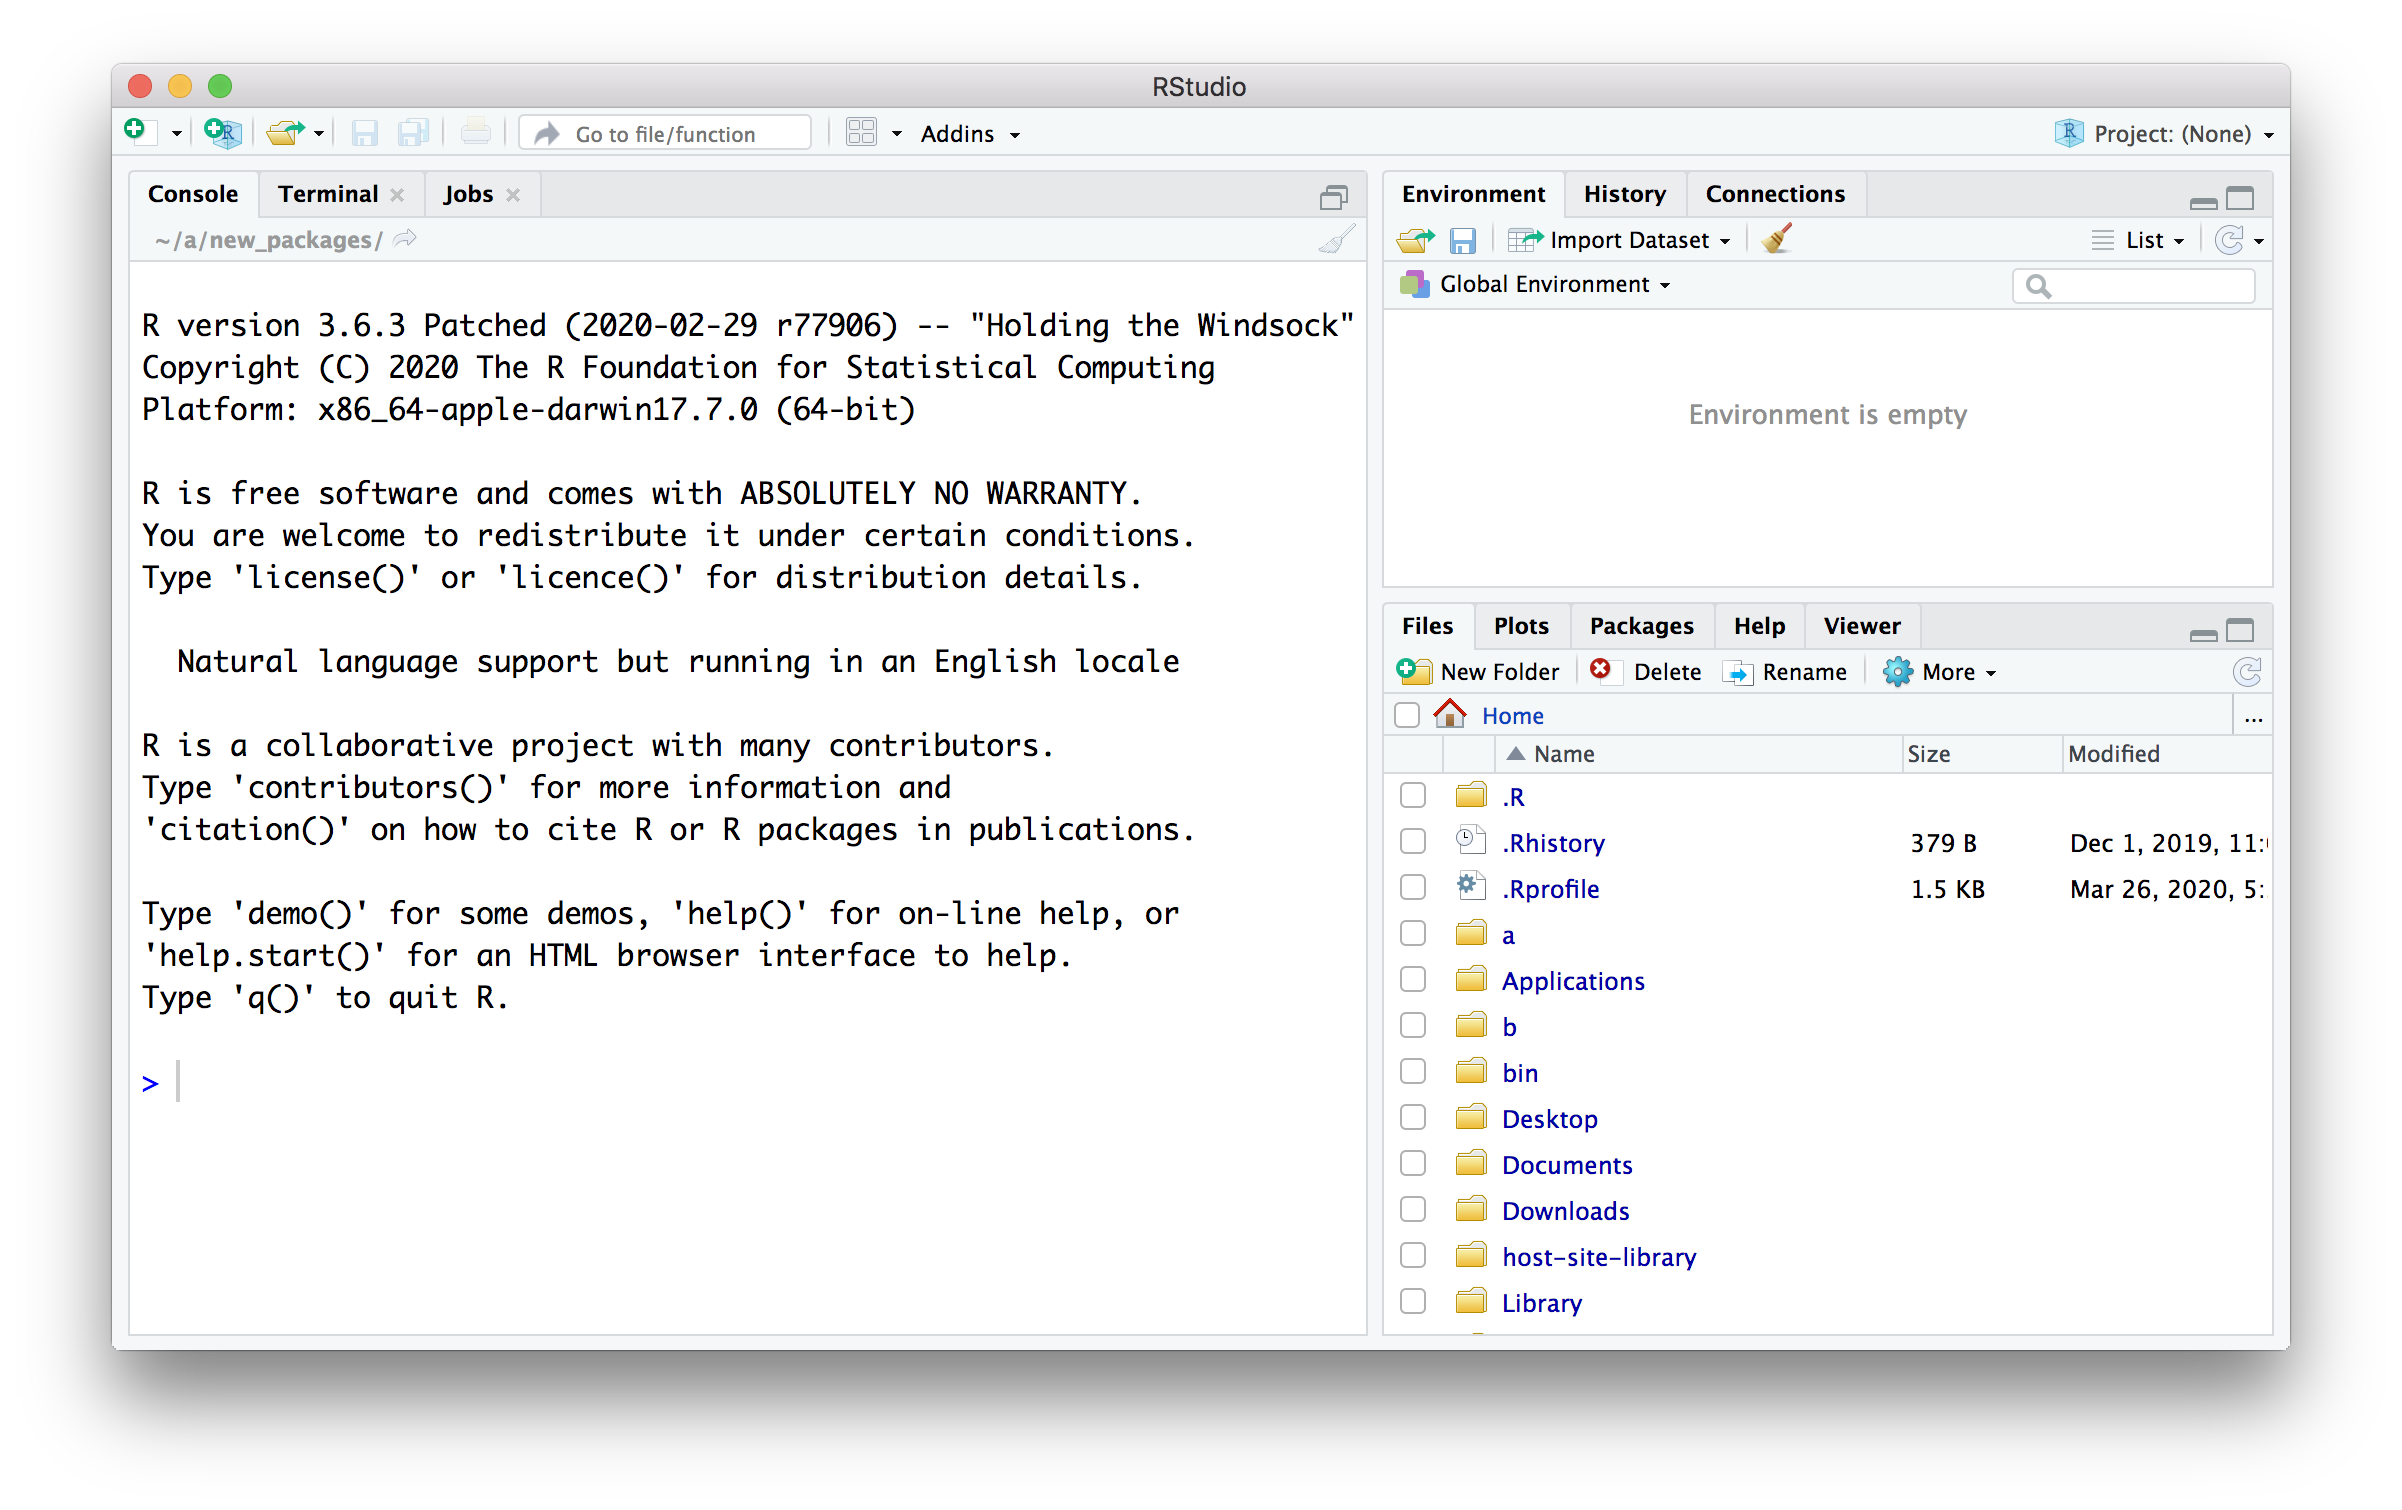 RStudio
Go to file/function
Addins
Project: (None)
Console
Terminal
Jobs
~/a/new_packages/
R version 3.6.3 Patched (2020-02-29 r77906) -- "Holding the Windsock"
Copyright (C) 2020 The R Foundation for Statistical Computing
Platform: x86_64-apple-darwin17.7.0 (64-bit)
R is free software and comes with ABSOLUTELY NO WARRANTY.
You are welcome to redistribute it under certain conditions.
Type 'license()' or 'licence()' for distribution details.
Natural language support but running in an English locale
R is a collaborative project with many contributors.
Type 'contributors()' for more information and
'citation()' on how to cite R or R packages in publications.
Type 'demo()' for some demos, 'help()' for on-line help, or
'help.start()' for an HTML browser interface to help.
Type 'q()' to quit R.
>
Environment
History
Connections
Import Dataset
List
Global Environment
Environment is empty
Files
Plots
Packages
Help
Viewer
New Folder
Delete
Rename
More
Home
...
Name
Size
Modified
.R
.Rhistory 379 B Dec 1, 2019, 11:
.Rprofile 1.5 KB Mar 26, 2020, 5:
a
Applications
b
bin
Desktop
Documents
Downloads
host-site-library
Library